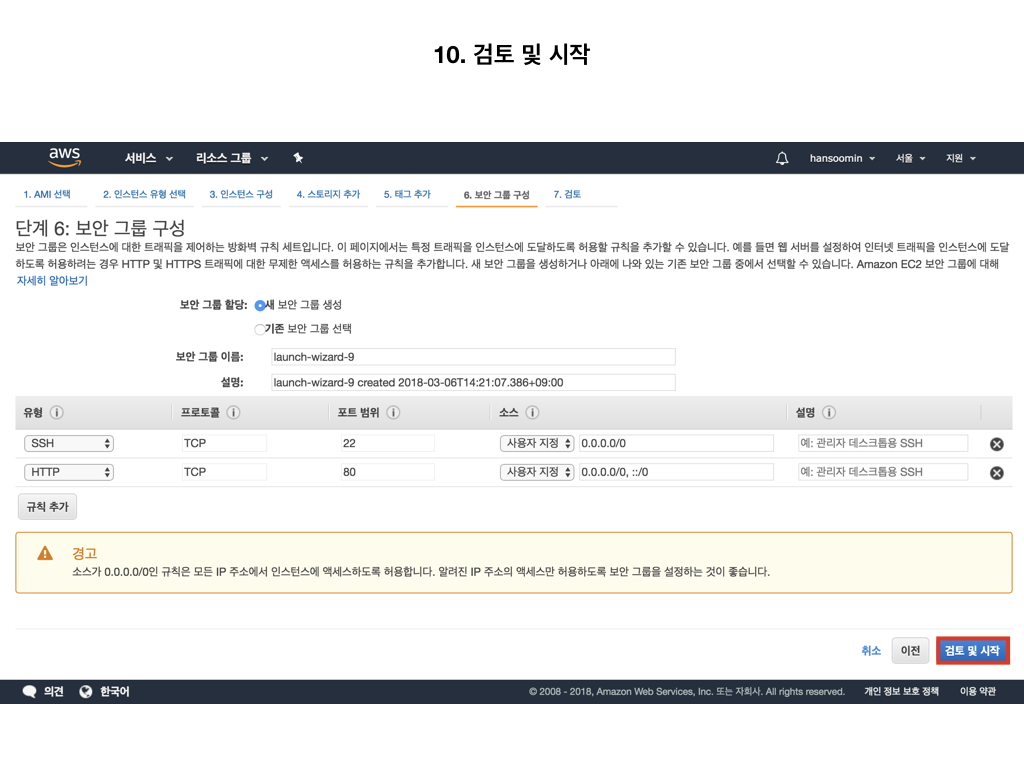 10. 검토 및 시작
aws 서비스 리소스 그룹 hansoomin 서울 지원
1. AMI 선택 2. 인스턴스 유형 선택 3. 인스턴스 구성 4. 스토리지 추가 5. 태그 추가 6. 보안 그룹 구성 7. 검토
단계 6: 보안 그룹 구성
보안 그룹은 인스턴스에 대한 트래픽을 제어하는 방화벽 규칙 세트입니다. 이 페이지에서는 특정 트래픽을 인스턴스에 도달하도록 허용할 규칙을 추가할 수 있습니다. 예를 들면 웹 서버를 설정하여 인터넷 트래픽을 인스턴스에 도달
하도록 허용하려는 경우 HTTP 및 HTTPS 트래픽에 대한 무제한 액세스를 허용하는 규칙을 추가합니다. 새 보안 그룹을 생성하거나 아래에 나와 있는 기존 보안 그룹 중에서 선택할 수 있습니다. Amazon EC2 보안 그룹에 대해
자세히 알아보기
보안 그룹 할당: 새 보안 그룹 생성
기존 보안 그룹 선택
보안 그룹 이름: launch-wizard-9
설명: launch-wizard-9 created 2018-03-06T14:21:07.386+09:00
유형 프로토콜 포트 범위 소스 설명
SSH TCP 22 사용자 지정 0.0.0.0/0 예: 관리자 데스크톱용 SSH
HTTP TCP 80 사용자 지정 0.0.0.0/0, ::/0 예: 관리자 데스크톱용 SSH
규칙 추가
경고
소스가 0.0.0.0/0인 규칙은 모든 IP 주소에서 인스턴스에 액세스하도록 허용합니다. 알려진 IP 주소의 액세스만 허용하도록 보안 그룹을 설정하는 것이 좋습니다.
취소 이전 검토 및 시작
의견 한국어 © 2008 - 2018, Amazon Web Services, Inc. 또는 자회사. All rights reserved. 개인 정보 보호 정책 이용 약관